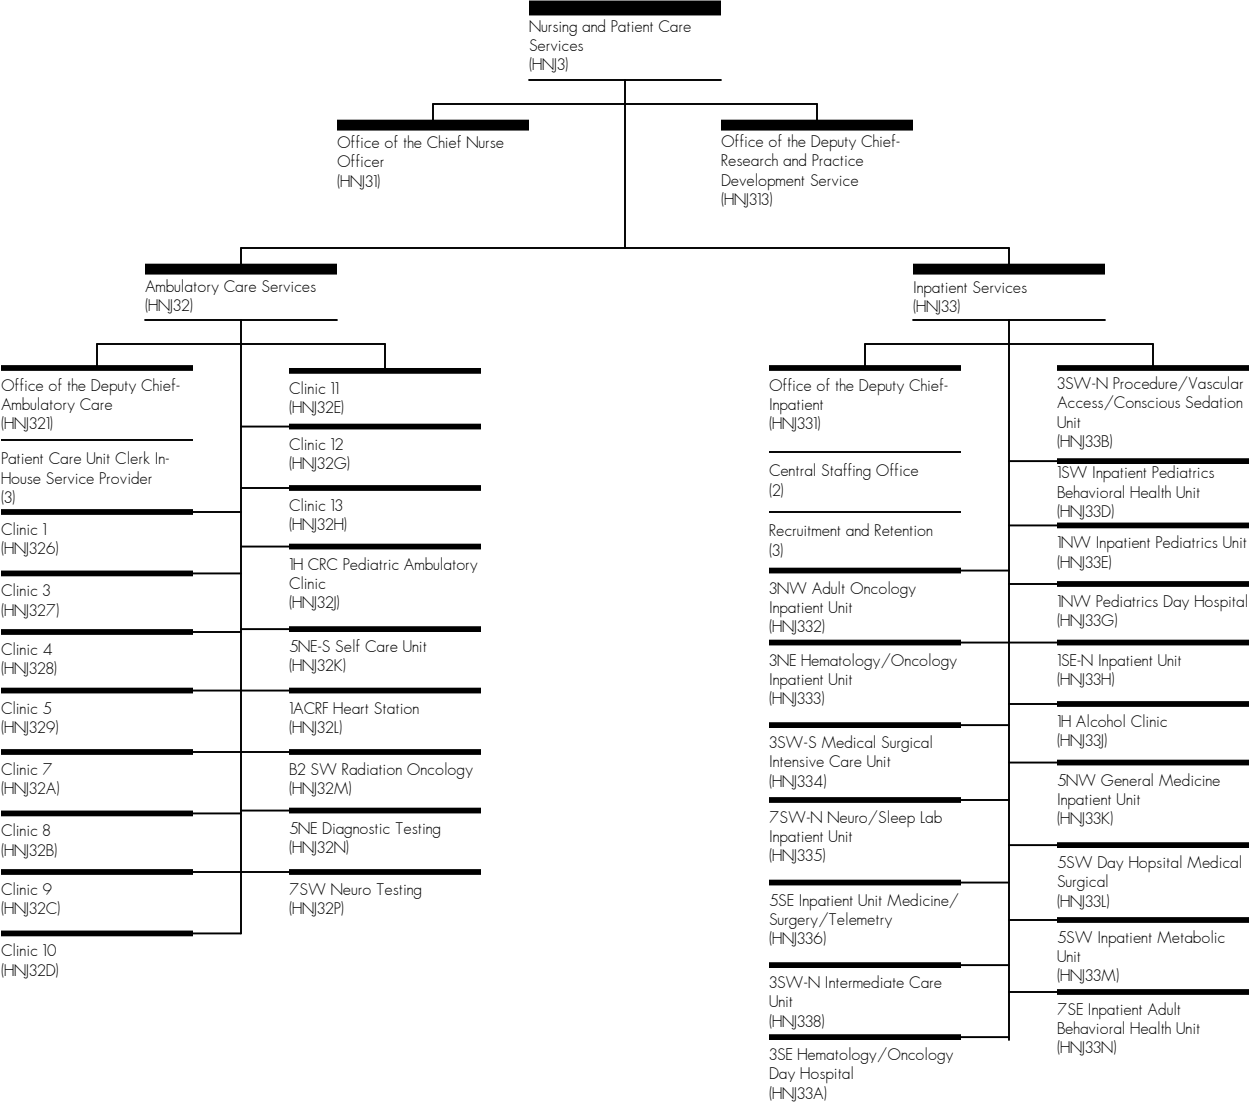 Nursing and Patient Care
Services
(HNJ3)
Office of the Chief Nurse
Officer
(HNJ31)
Office of the Deputy Chief-
Research and Practice
Development Service
(HNJ313)
Ambulatory Care Services
(HNJ32)
Office of the Deputy Chief-
Ambulatory Care
(HNJ321)
Patient Care Unit Clerk In-
House Service Provider
(3)
Clinic 1
(HNJ326)
Clinic 3
(HNJ327)
Clinic 4
(HNJ328)
Clinic 5
(HNJ329)
Clinic 7
(HNJ32A)
Clinic 8
(HNJ32B)
Clinic 9
(HNJ32C)
Clinic 10
(HNJ32D)
Clinic 11
(HNJ32E)
Clinic 12
(HNJ32G)
Clinic 13
(HNJ32H)
1H CRC Pediatric Ambulatory
Clinic
(HNJ32J)
5NE-S Self Care Unit
(HNJ32K)
1ACRF Heart Station
(HNJ32L)
B2 SW Radiation Oncology
(HNJ32M)
5NE Diagnostic Testing
(HNJ32N)
7SW Neuro Testing
(HNJ32P)
Inpatient Services
(HNJ33)
Office of the Deputy Chief-
Inpatient
(HNJ331)
Central Staffing Office
(2)
Recruitment and Retention
(3)
3NW Adult Oncology
Inpatient Unit
(HNJ332)
3NE Hematology/Oncology
Inpatient Unit
(HNJ333)
3SW-S Medical Surgical
Intensive Care Unit
(HNJ334)
7SW-N Neuro/Sleep Lab
Inpatient Unit
(HNJ335)
5SE Inpatient Unit Medicine/
Surgery/Telemetry
(HNJ336)
3SW-N Intermediate Care
Unit
(HNJ338)
3SE Hematology/Oncology
Day Hospital
(HNJ33A)
3SW-N Procedure/Vascular
Access/Conscious Sedation
Unit
(HNJ33B)
1SW Inpatient Pediatrics
Behavioral Health Unit
(HNJ33D)
1NW Inpatient Pediatrics Unit
(HNJ33E)
1NW Pediatrics Day Hospital
(HNJ33G)
1SE-N Inpatient Unit
(HNJ33H)
1H Alcohol Clinic
(HNJ33J)
5NW General Medicine
Inpatient Unit
(HNJ33K)
5SW Day Hopsital Medical
Surgical
(HNJ33L)
5SW Inpatient Metabolic
Unit
(HNJ33M)
7SE Inpatient Adult
Behavioral Health Unit
(HNJ33N)